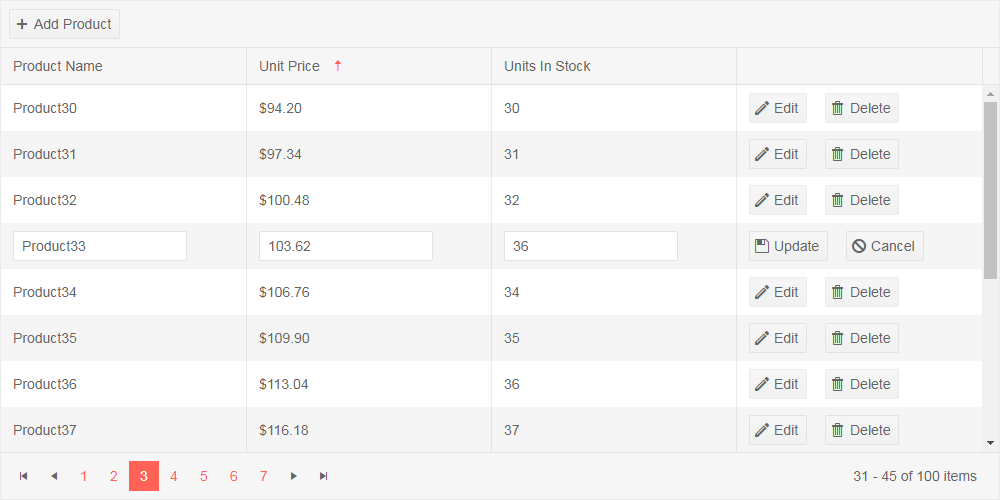 Add Product
Product Name Unit Price Units In Stock
Product30 $94.20 30 Edit Delete
Product31 $97.34 31 Edit Delete
Product32 $100.48 32 Edit Delete
Product33 103.62 36 Update Cancel
Product34 $106.76 34 Edit Delete
Product35 $109.90 35 Edit Delete
Product36 $113.04 36 Edit Delete
Product37 $116.18 37 Edit Delete
1 2 3 4 5 6 7 31 - 45 of 100 items